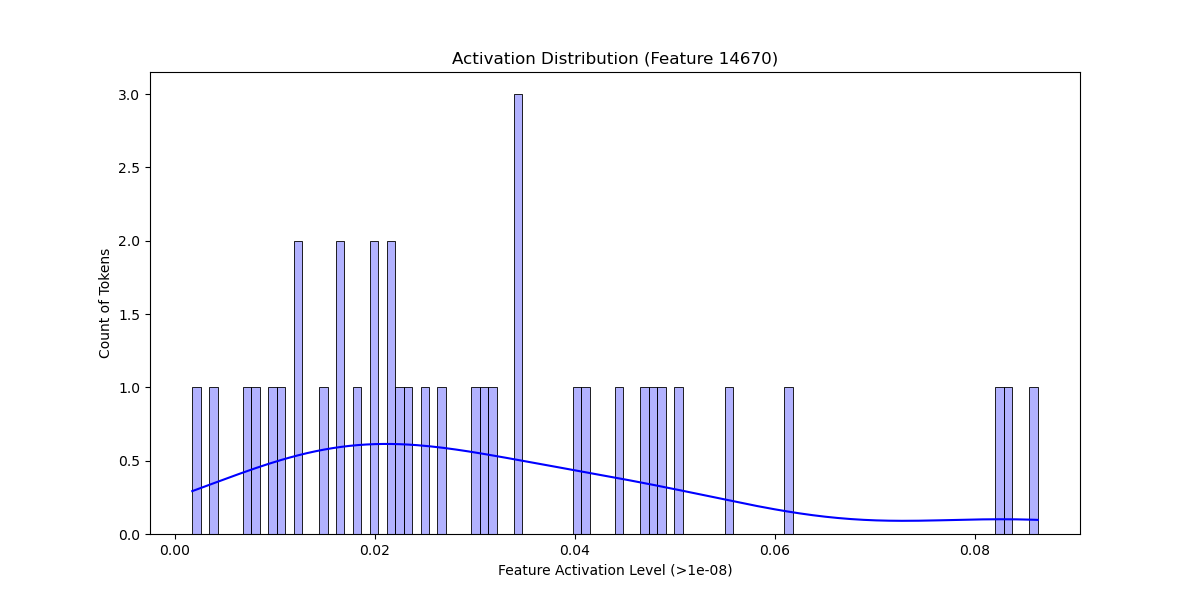 Activation Distribution (Feature 14670)
3.0
2.5
2.0
1.5
1.0
0.5
0.0
Count of Tokens
0.00 0.02 0.04 0.06 0.08
Feature Activation Level (>1e-08)